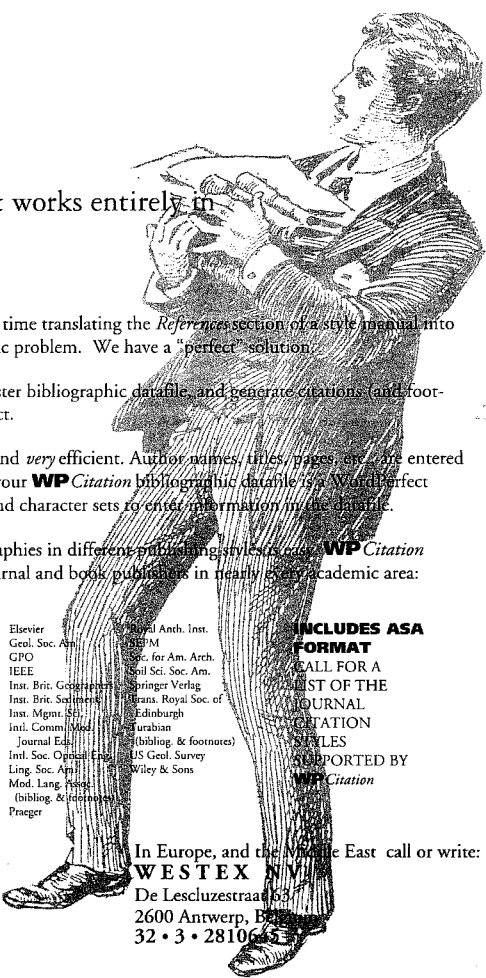 t works entirely in
time translating the References section of a style manual into
ic problem. We have a “perfect” solution.
ster bibliographic datafile, and generate citations (and foot-
ct.
nd very efficient. Author names, titles, pages, etc. are entered
your WP Citation bibliographic datafile is a WordPerfect
nd character sets to enter information in the datafile.
aphies in different publishing styles is easy. WP Citation
rnal and book publishers in nearly every academic area:
Elsevier
Geol. Soc. Am.
GPO
IEEE
Inst. Brit. Geographers
Inst. Brit. Sediment.
Inst. Mgmt. Sci.
Intl. Comm. Med.
Journal Eds.
Intl. Soc. Optical Eng.
Ling. Soc. Am.
Mod. Lang. Assoc.
(bibliog. & footnotes)
Praeger
Royal Anth. Inst.
SEPM
Soc. for Am. Arch.
Soil Sci. Soc. Am.
Springer Verlag
Trans. Royal Soc. of
Edinburgh
Turabian
(bibliog. & footnotes)
US Geol. Survey
Wiley & Sons
INCLUDES ASA
FORMAT
CALL FOR A
LIST OF THE
JOURNAL
CITATION
STYLES
SUPPORTED BY
WP Citation
In Europe, and the Middle East call or write:
WESTEX NV
De Lescluzestraat 63
2600 Antwerp, Belgium
32 • 3 • 2810645